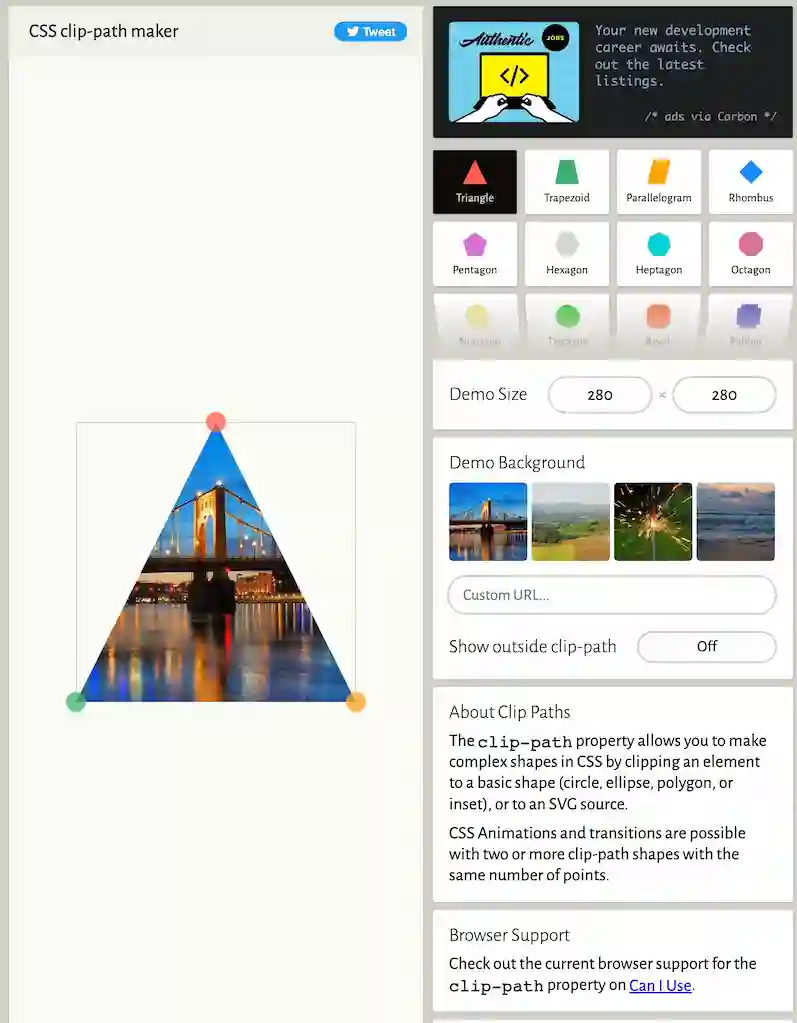 CSS clip-path maker
Tweet
Authentic
JOBS
</>
Your new development
career awaits. Check
out the latest
listings.
/* ads via Carbon */
Triangle
Trapezoid
Parallelogram
Rhombus
Pentagon
Hexagon
Heptagon
Octagon
Bevel
Demo Size
280
×
280
Demo Background
Custom URL...
Show outside clip-path
Off
About Clip Paths
The clip-path property allows you to make
complex shapes in CSS by clipping an element
to a basic shape (circle, ellipse, polygon, or
inset), or to an SVG source.
CSS Animations and transitions are possible
with two or more clip-path shapes with the
same number of points.
Browser Support
Check out the current browser support for the
clip-path property on Can I Use.